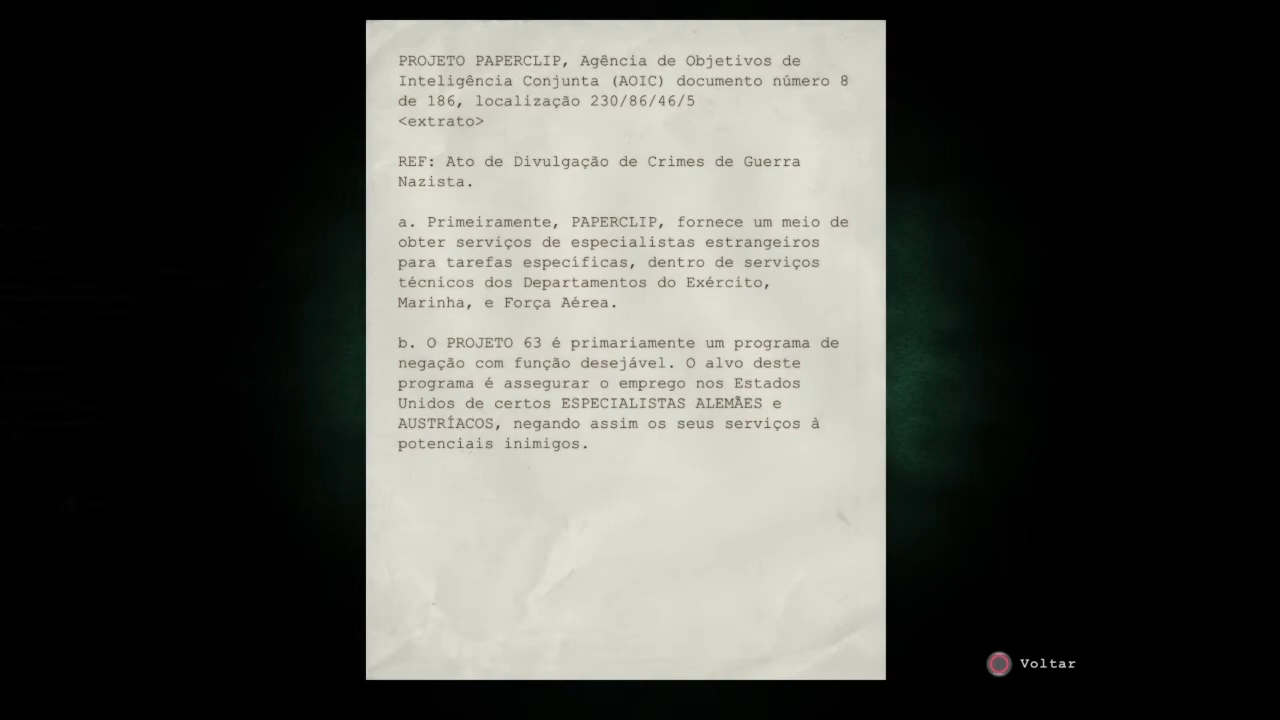 PROJETO PAPERCLIP, Agência de Objetivos de
Inteligência Conjunta (AOIC) documento número 8
de 186, localização 230/86/46/5
<extrato>
REF: Ato de Divulgação de Crimes de Guerra
Nazista.
a. Primeiramente, PAPERCLIP, fornece um meio de
obter serviços de especialistas estrangeiros
para tarefas específicas, dentro de serviços
técnicos dos Departamentos do Exército,
Marinha, e Força Aérea.
b. O PROJETO 63 é primariamente um programa de
negação com função desejável. O alvo deste
programa é assegurar o emprego nos Estados
Unidos de certos ESPECIALISTAS ALEMÃES e
AUSTRÍACOS, negando assim os seus serviços à
potenciais inimigos.
Voltar